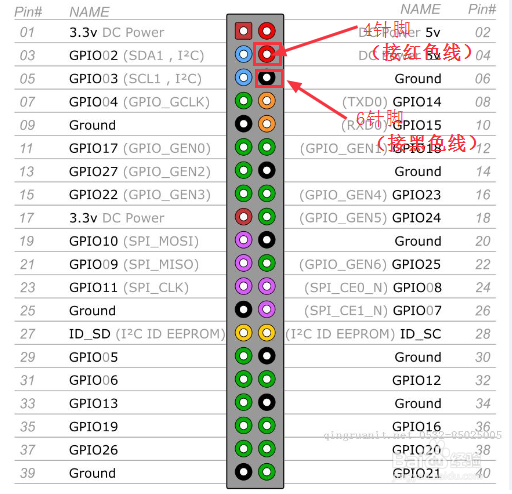 Pin# NAME NAME Pin#
01 3.3v DC Power DC Power 5v 02
4针脚
03 GPIO02 (SDA1 , I²C) DC Power 5v 04
(接红色线)
05 GPIO03 (SCL1 , I²C) Ground 06
07 GPIO04 (GPIO_GCLK) (TXD0) GPIO14 08
6针脚
09 Ground (RXD0) GPIO15 10
(接黑色线)
11 GPIO17 (GPIO_GEN0) (GPIO_GEN1) GPIO18 12
13 GPIO27 (GPIO_GEN2) Ground 14
15 GPIO22 (GPIO_GEN3) (GPIO_GEN4) GPIO23 16
17 3.3v DC Power (GPIO_GEN5) GPIO24 18
19 GPIO10 (SPI_MOSI) Ground 20
21 GPIO09 (SPI_MISO) (GPIO_GEN6) GPIO25 22
23 GPIO11 (SPI_CLK) (SPI_CE0_N) GPIO08 24
25 Ground (SPI_CE1_N) GPIO07 26
27 ID_SD (I²C ID EEPROM) (I²C ID EEPROM) ID_SC 28
29 GPIO05 Ground 30
31 GPIO06 GPIO12 32
33 GPIO13 Ground 34
35 GPIO19 GPIO16 36
qingruanit.net 0532-85025005
37 GPIO26 GPIO20 38
39 Ground GPIO21 40